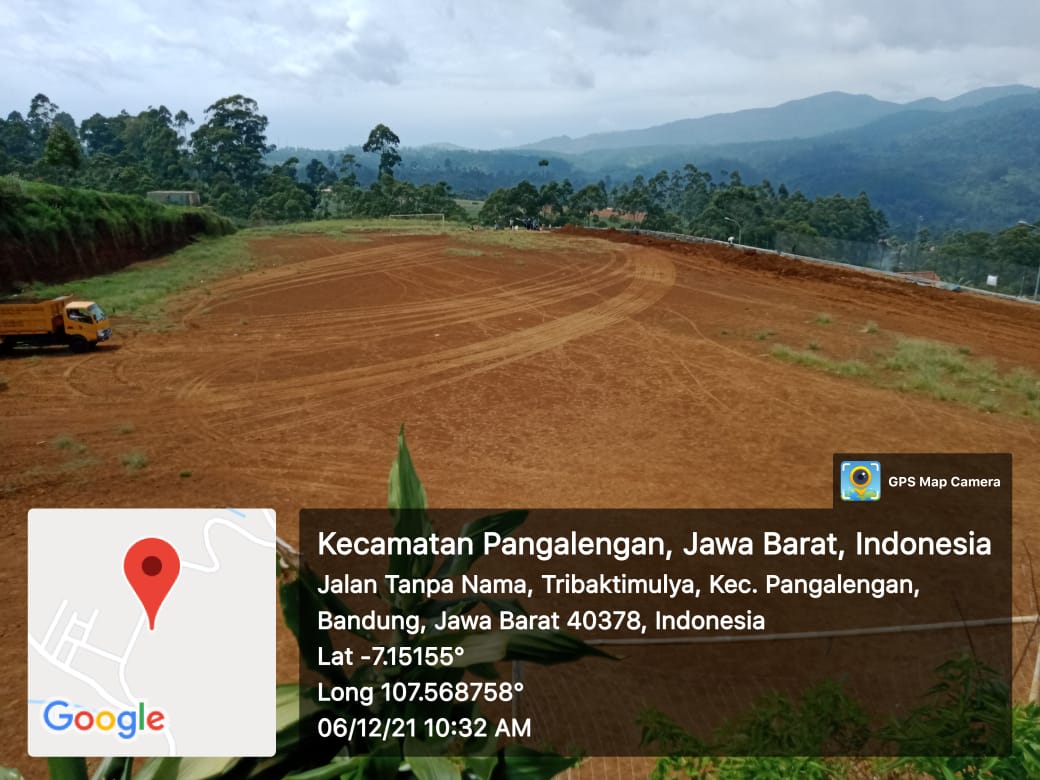 GPS Map Camera
Kecamatan Pangalengan, Jawa Barat, Indonesia
Jalan Tanpa Nama, Tribaktimulya, Kec. Pangalengan,
Bandung, Jawa Barat 40378, Indonesia
Lat -7.15155°
Long 107.568758°
06/12/21 10:32 AM
Google